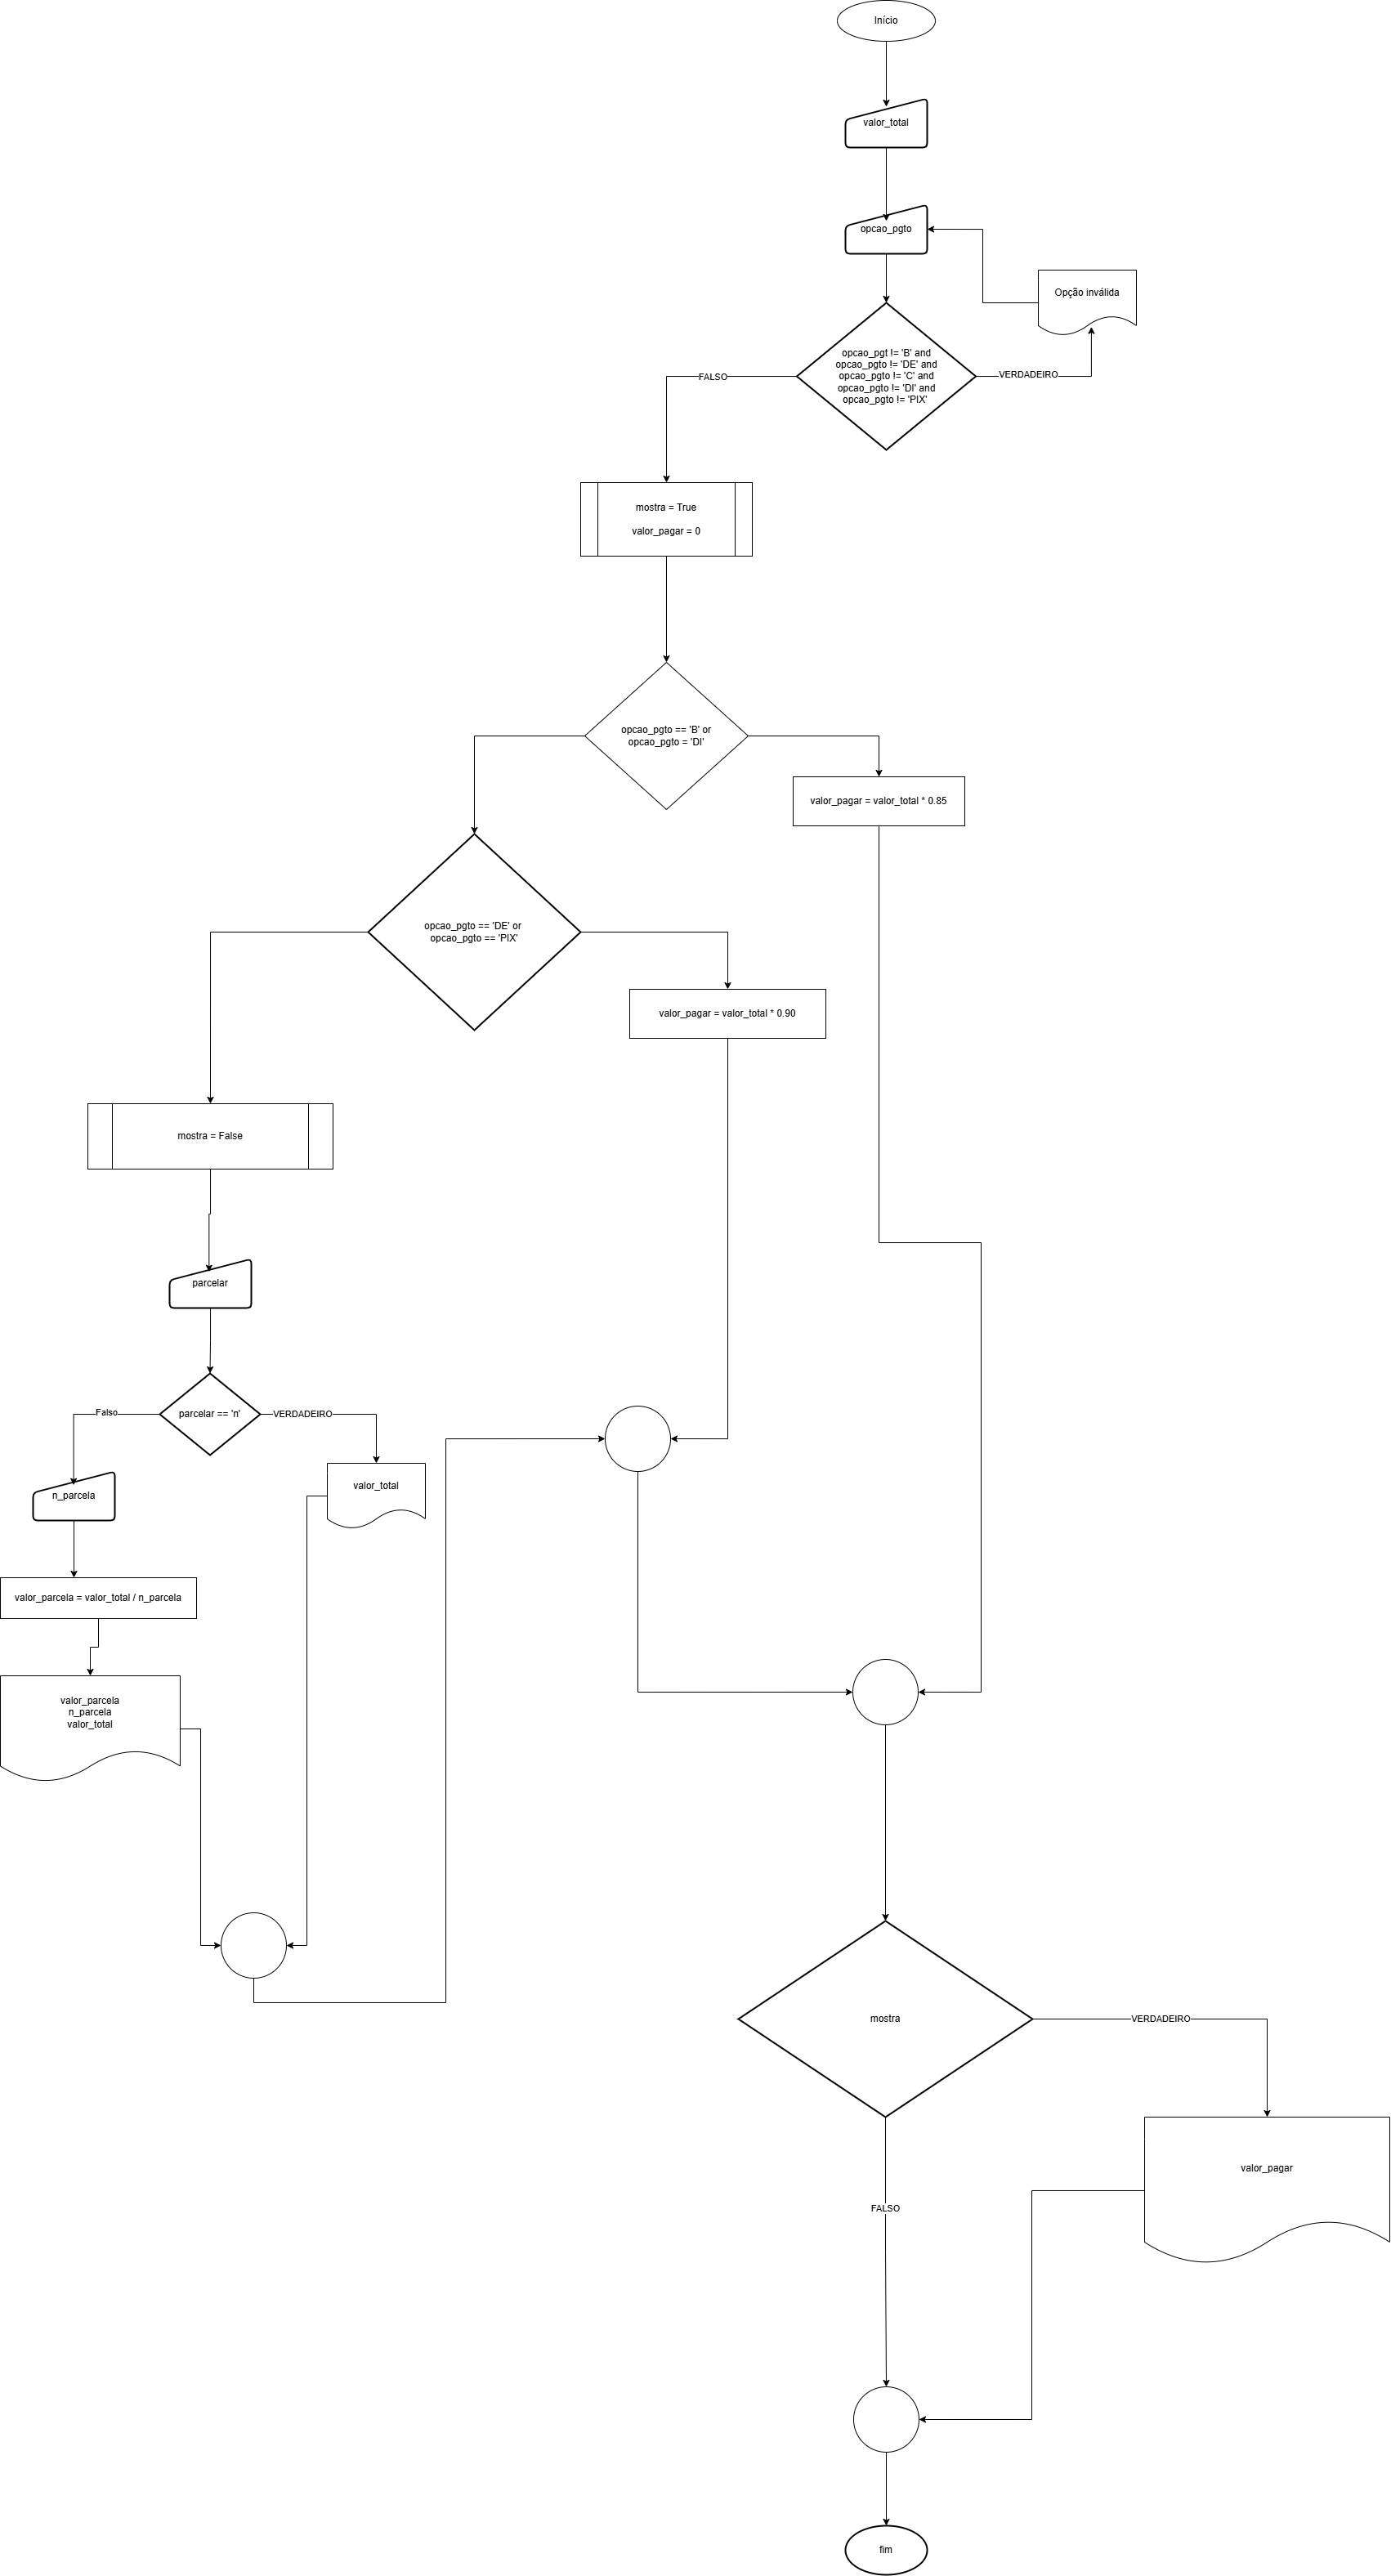 Início
valor_total
opcao_pgto
Opção inválida
opcao_pgt != 'B' and
opcao_pgto != 'DE' and
opcao_pgto != 'C' and
opcao_pgto != 'DI' and
opcao_pgto != 'PIX'
VERDADEIRO
FALSO
mostra = True
valor_pagar = 0
opcao_pgto == 'B' or
opcao_pgto = 'DI'
valor_pagar = valor_total * 0.85
opcao_pgto == 'DE' or
opcao_pgto == 'PIX'
valor_pagar = valor_total * 0.90
mostra = False
parcelar
parcelar == 'n'
Falso
VERDADEIRO
valor_total
n_parcela
valor_parcela = valor_total / n_parcela
valor_parcela
n_parcela
valor_total
mostra
VERDADEIRO
valor_pagar
FALSO
fim